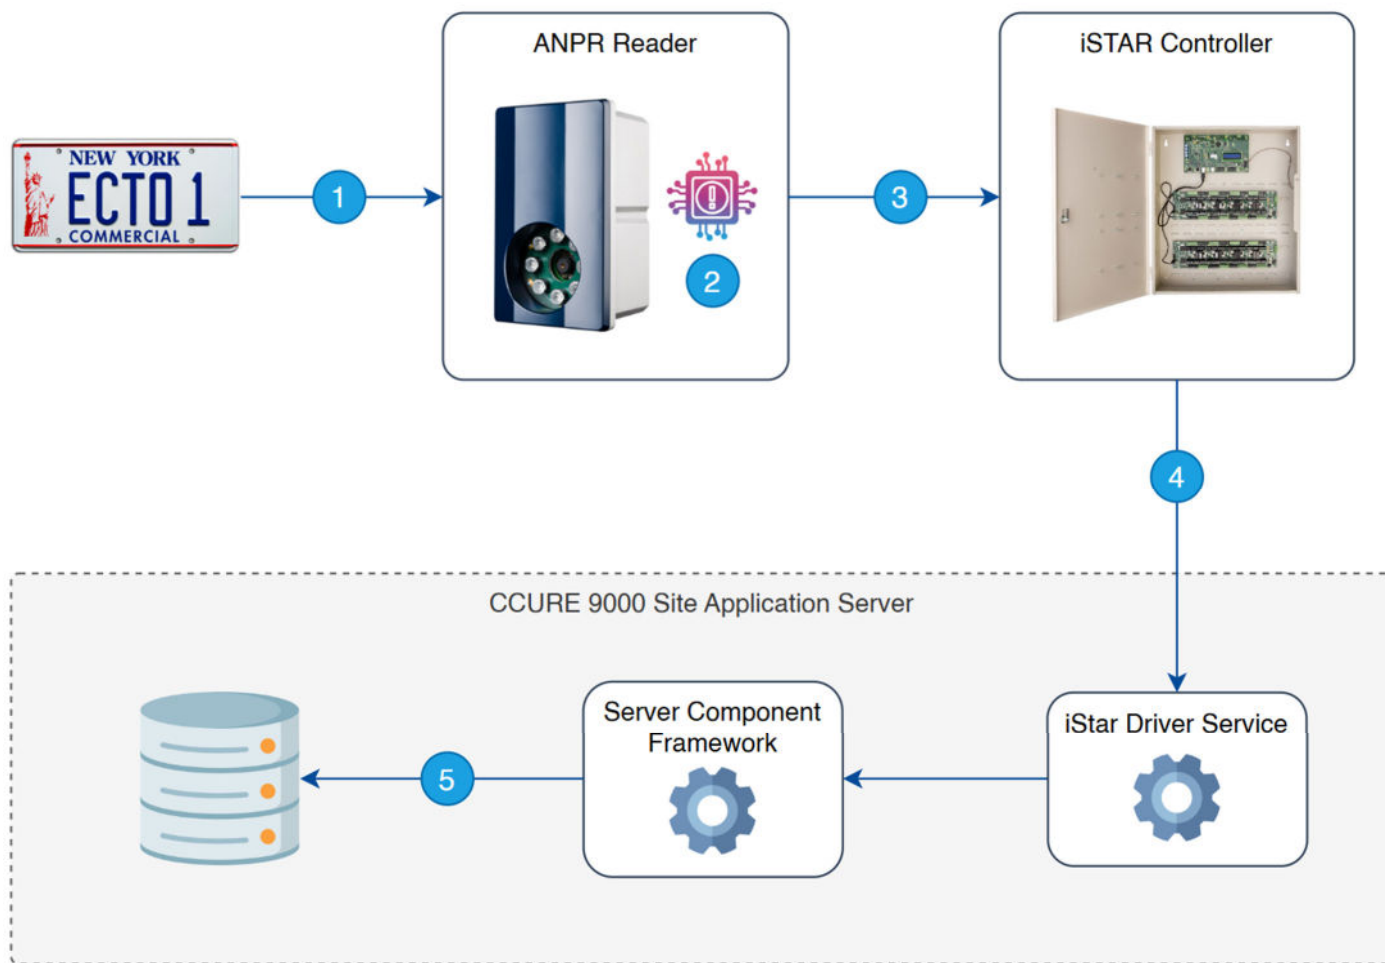 ANPR Reader
iSTAR Controller
NEW YORK
ECTO 1
COMMERCIAL
1
2
3
4
CCURE 9000 Site Application Server
Server Component
Framework
iStar Driver Service
5